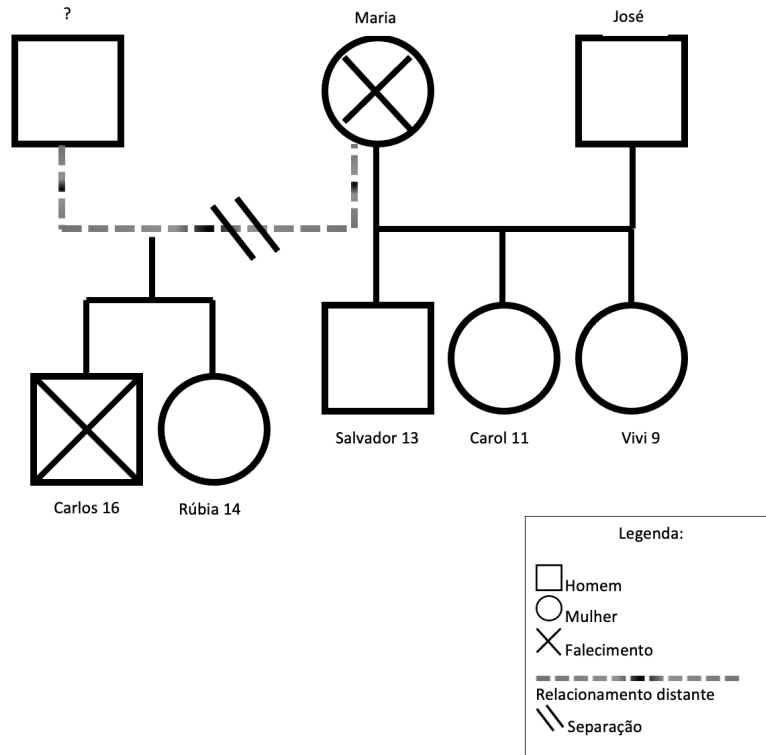 ?
Maria
José
Salvador 13
Carol 11
Vivi 9
Carlos 16
Rúbia 14
Legenda:
Homem
Mulher
Falecimento
Relacionamento distante
Separação